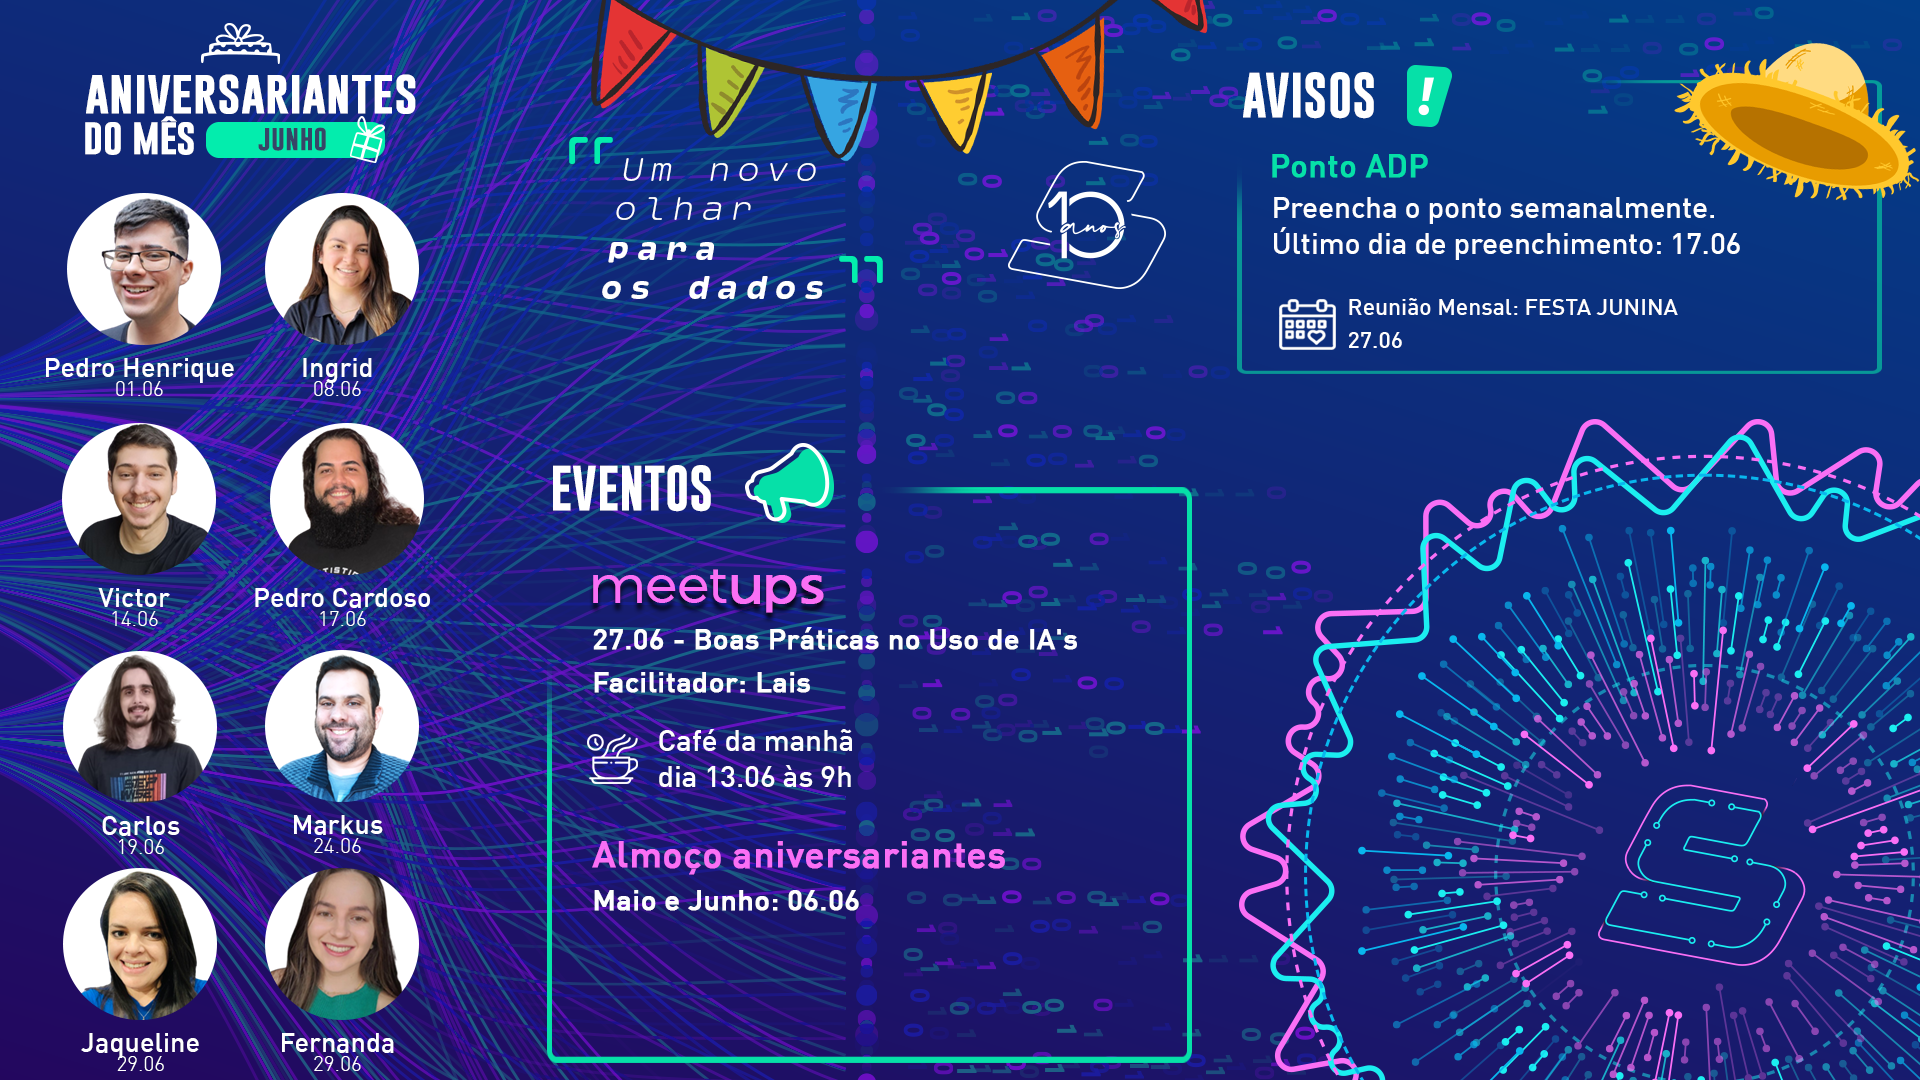 ANIVERSARIANTES
DO MÊS JUNHO
Pedro Henrique
01.06
Ingrid
08.06
Victor
14.06
Pedro Cardoso
17.06
Carlos
19.06
Markus
24.06
Jaqueline
29.06
Fernanda
29.06
Um novo
olhar
para
os dados
10
anos
EVENTOS
meetups
27.06 - Boas Práticas no Uso de IA's
Facilitador: Lais
Café da manhã
dia 13.06 às 9h
Almoço aniversariantes
Maio e Junho: 06.06
AVISOS !
Ponto ADP
Preencha o ponto semanalmente.
Último dia de preenchimento: 17.06
Reunião Mensal: FESTA JUNINA
27.06